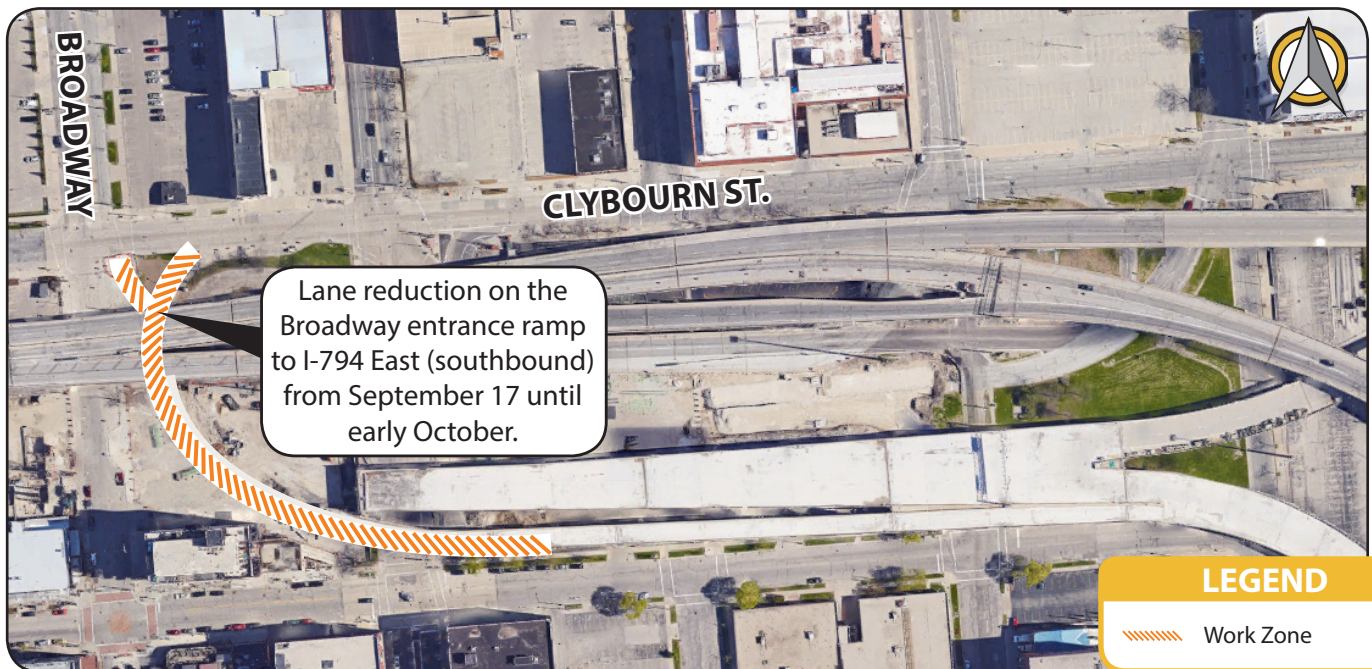 BROADWAY
CLYBOURN ST.
Lane reduction on the
Broadway entrance ramp
to I-794 East (southbound)
from September 17 until
early October.
LEGEND
Work Zone